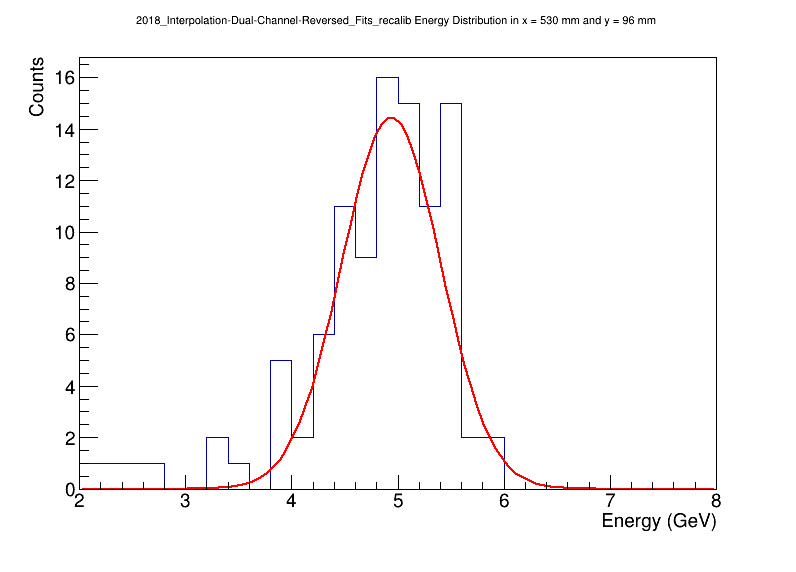 2018_Interpolation-Dual-Channel-Reversed_Fits_recalib Energy Distribution in x = 530 mm and y = 96 mm
Counts
16
14
12
10
8
6
4
2
0
2 3 4 5 6 7 8
Energy (GeV)